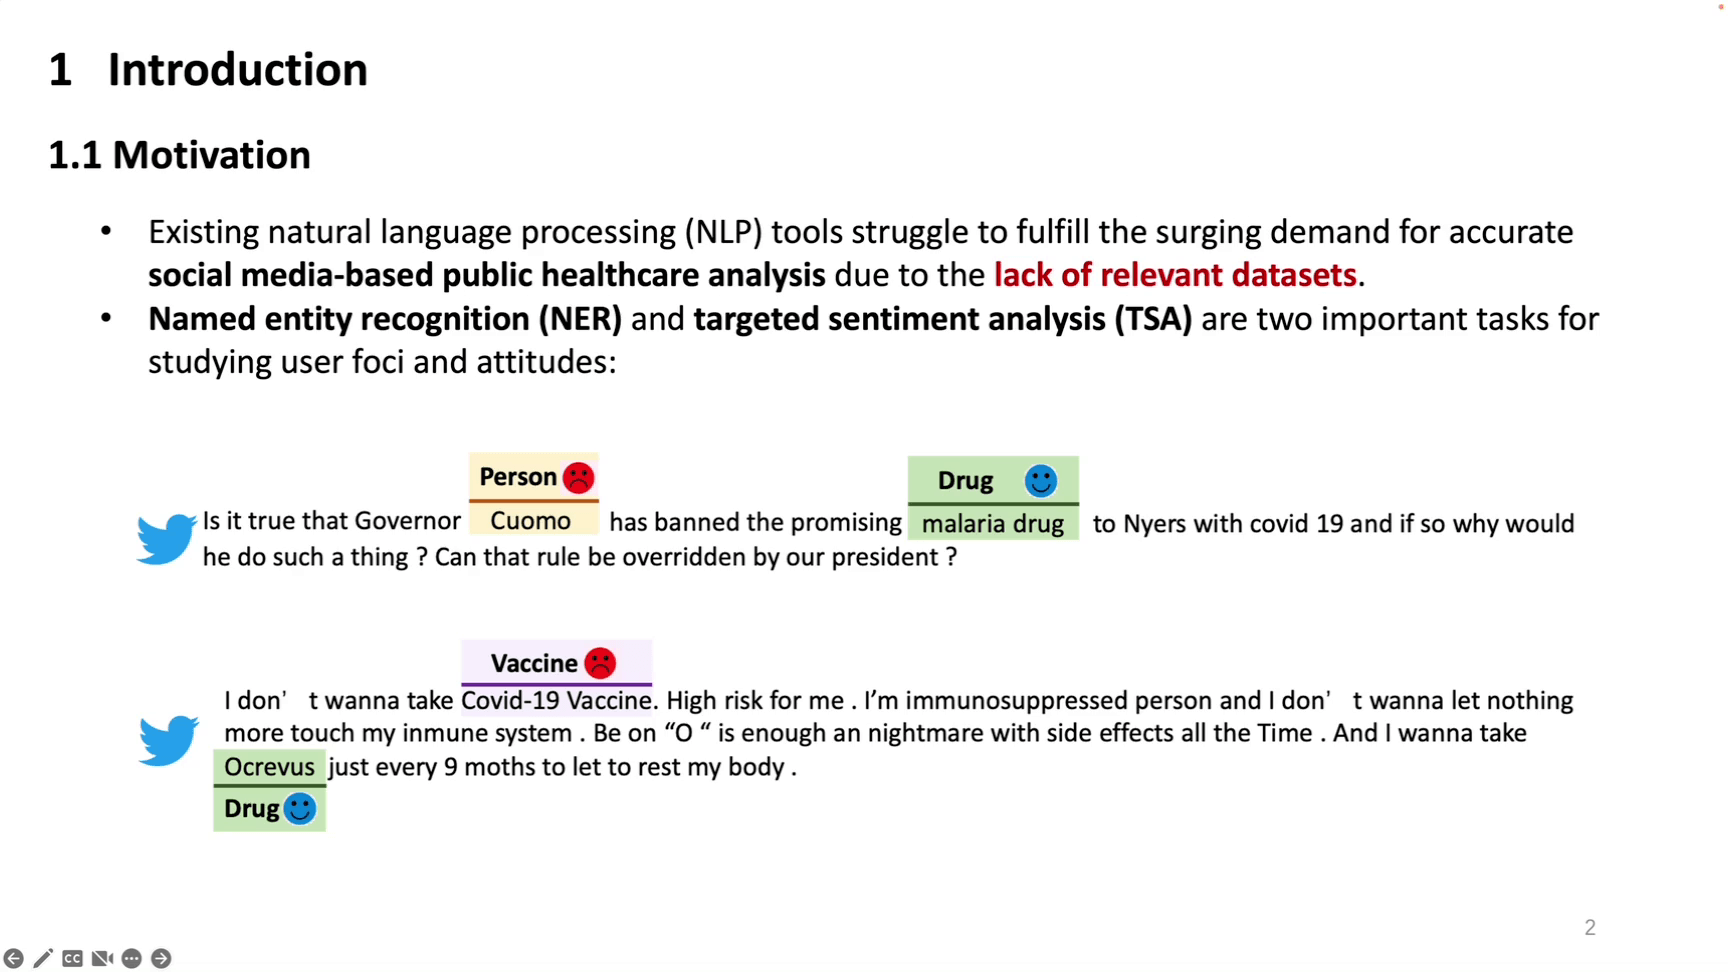 1 Introduction
1.1 Motivation
• Existing natural language processing (NLP) tools struggle to fulfill the surging demand for accurate
social media-based public healthcare analysis due to the lack of relevant datasets.
• Named entity recognition (NER) and targeted sentiment analysis (TSA) are two important tasks for
studying user foci and attitudes:
Person
Drug
Is it true that Governor Cuomo has banned the promising malaria drug to Nyers with covid 19 and if so why would
he do such a thing ? Can that rule be overridden by our president ?
Vaccine
I don’ t wanna take Covid-19 Vaccine. High risk for me . I’m immunosuppressed person and I don’ t wanna let nothing
more touch my inmune system . Be on “O “ is enough an nightmare with side effects all the Time . And I wanna take
Ocrevus just every 9 moths to let to rest my body .
Drug
2
CC